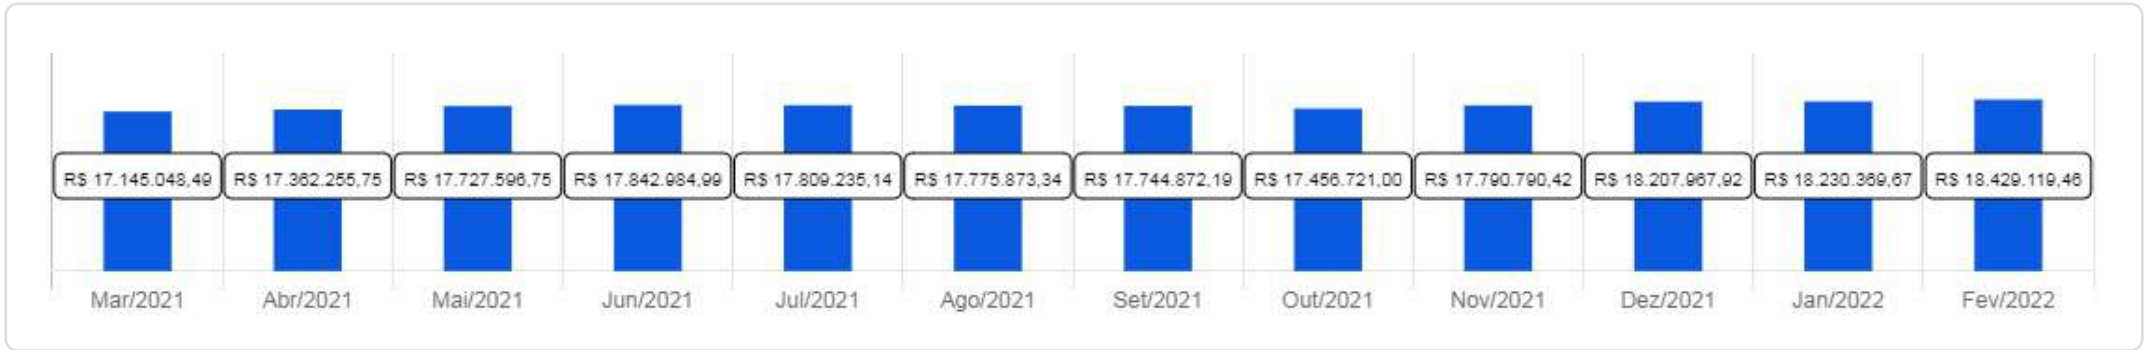 R$ 17.145.048,49 R$ 17.362.255,75 R$ 17.727.596,75 R$ 17.842.984,99 R$ 17.809.235,14 R$ 17.775.873,34 R$ 17.744.872,19 R$ 17.456.721,00 R$ 17.790.790,42 R$ 18.207.967,92 R$ 18.230.369,67 R$ 18.429.119,46
Mar/2021 Abr/2021 Mai/2021 Jun/2021 Jul/2021 Ago/2021 Set/2021 Out/2021 Nov/2021 Dez/2021 Jan/2022 Fev/2022